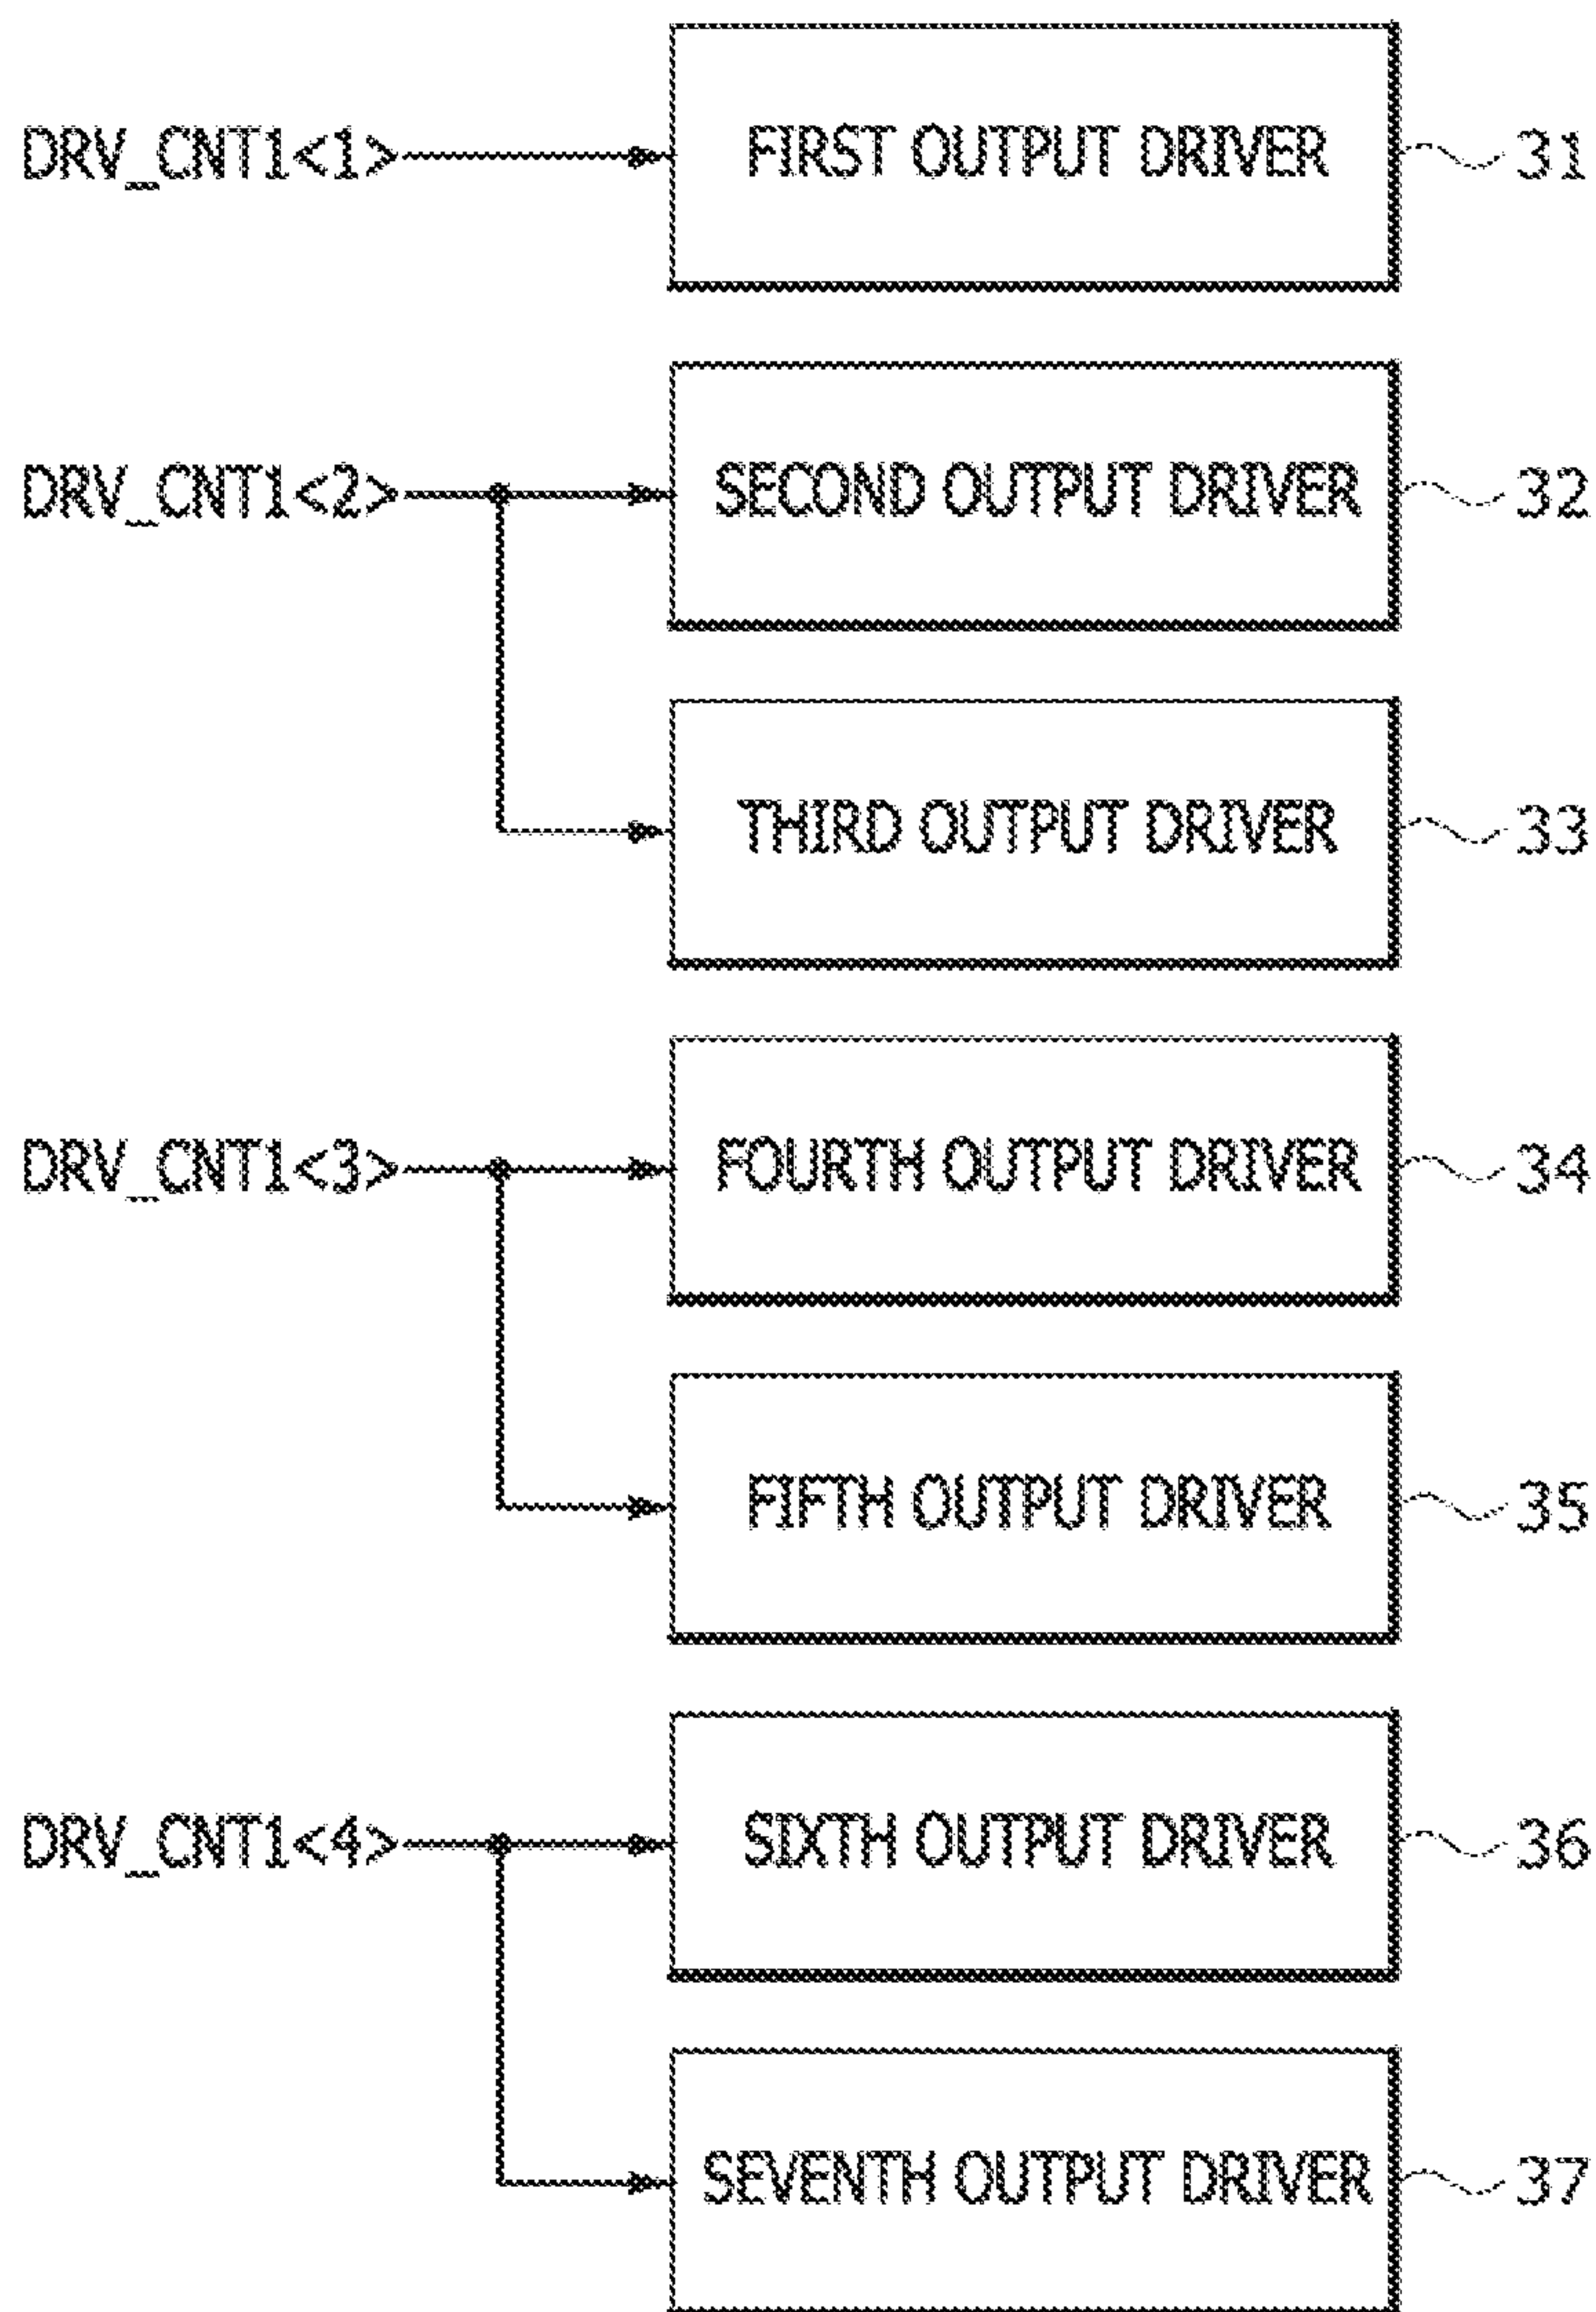 DRV_CNT1<1> FIRST OUTPUT DRIVER 31
DRV_CNT1<2> SECOND OUTPUT DRIVER 32
THIRD OUTPUT DRIVER 33
DRV_CNT1<3> FOURTH OUTPUT DRIVER 34
FIFTH OUTPUT DRIVER 35
DRV_CNT1<4> SIXTH OUTPUT DRIVER 36
SEVENTH OUTPUT DRIVER 37